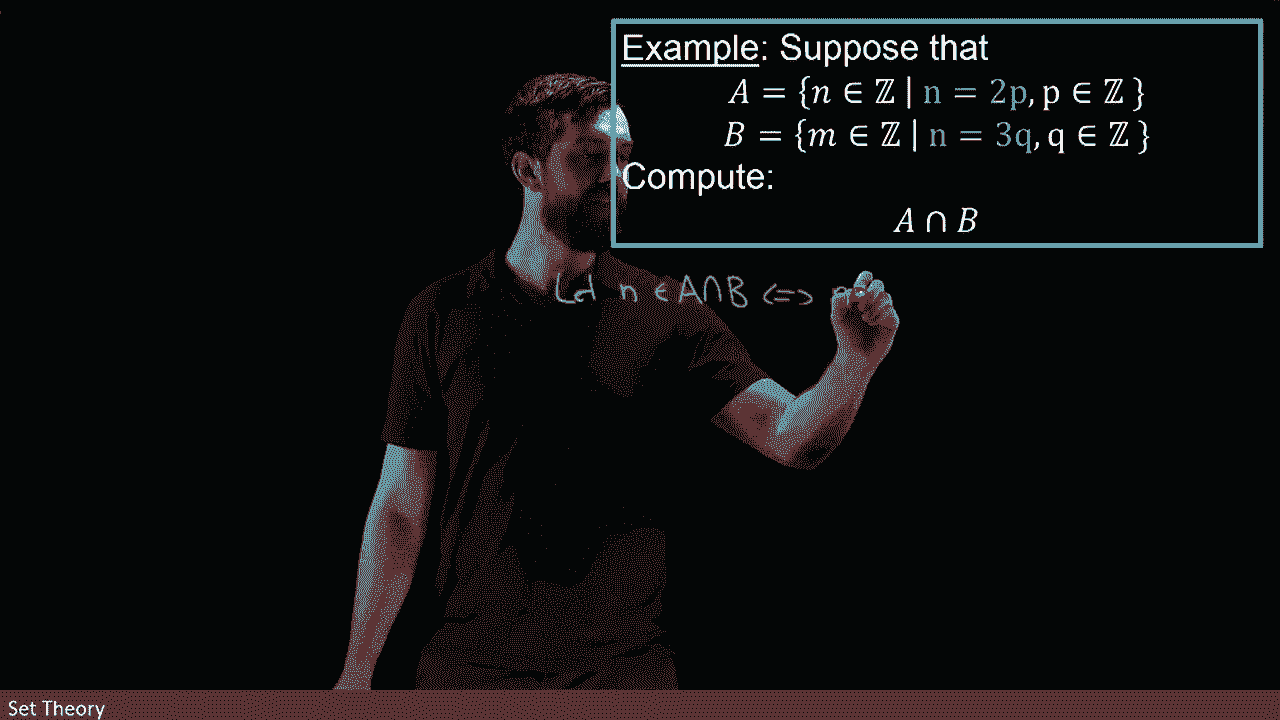 Example: Suppose that
A = {n ∈ ℤ | n = 2p, p ∈ ℤ }
B = {m ∈ ℤ | n = 3q, q ∈ ℤ }
Compute:
A ∩ B
Let n ∈ A∩B <=>
Set Theory